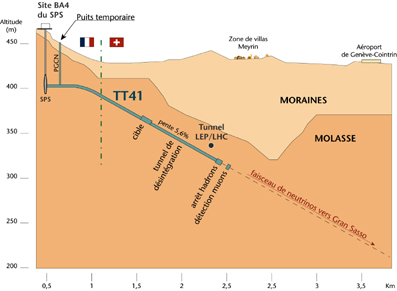 Site BA4
du SPS
Puits temporaire
Altitude
(m)
450
400
350
300
250
200
PGCN
SPS
Zone de villas
Meyrin
Aéroport
de Genève-Cointrin
MORAINES
MOLASSE
TT41
pente 5,6%
cible
Tunnel
LEP/LHC
tunnel de
désintégration
arrêt hadrons
détection muons
faisceau de neutrinos vers Gran Sasso
0,5
1
1,5
2
2,5
3
3,5
Km